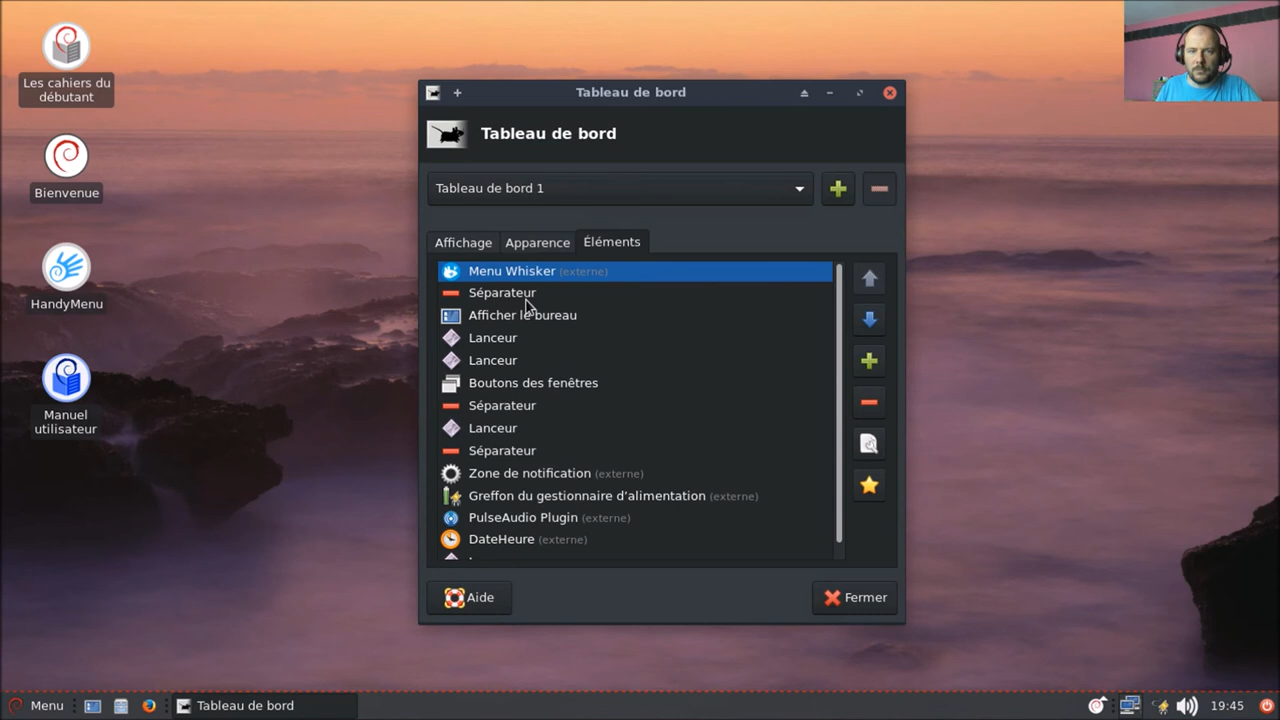 Les cahiers du
débutant
Bienvenue
HandyMenu
Manuel
utilisateur
Tableau de bord
Tableau de bord
Tableau de bord 1
Affichage Apparence Éléments
Menu Whisker (externe)
Séparateur
Afficher le bureau
Lanceur
Lanceur
Boutons des fenêtres
Séparateur
Lanceur
Séparateur
Zone de notification (externe)
Greffon du gestionnaire d’alimentation (externe)
PulseAudio Plugin (externe)
DateHeure (externe)
Aide Fermer
Menu Tableau de bord 19:45